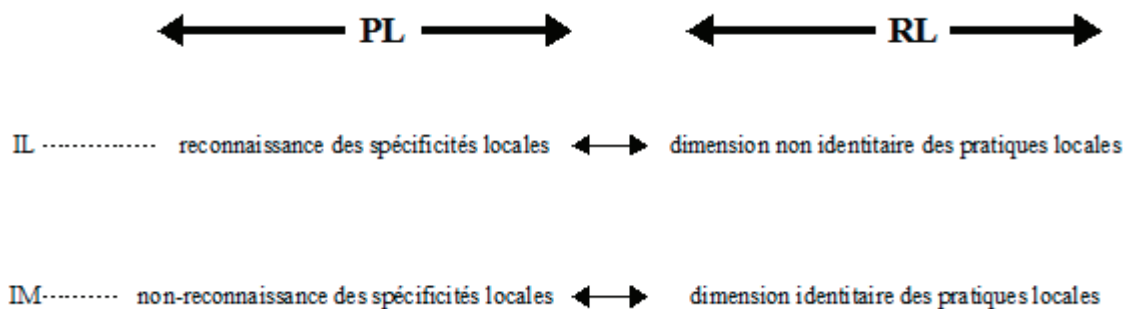 PL RL
IL -------------- reconnaissance des spécificités locales dimension non identitaire des pratiques locales
IM---------- non-reconnaissance des spécificités locales dimension identitaire des pratiques locales